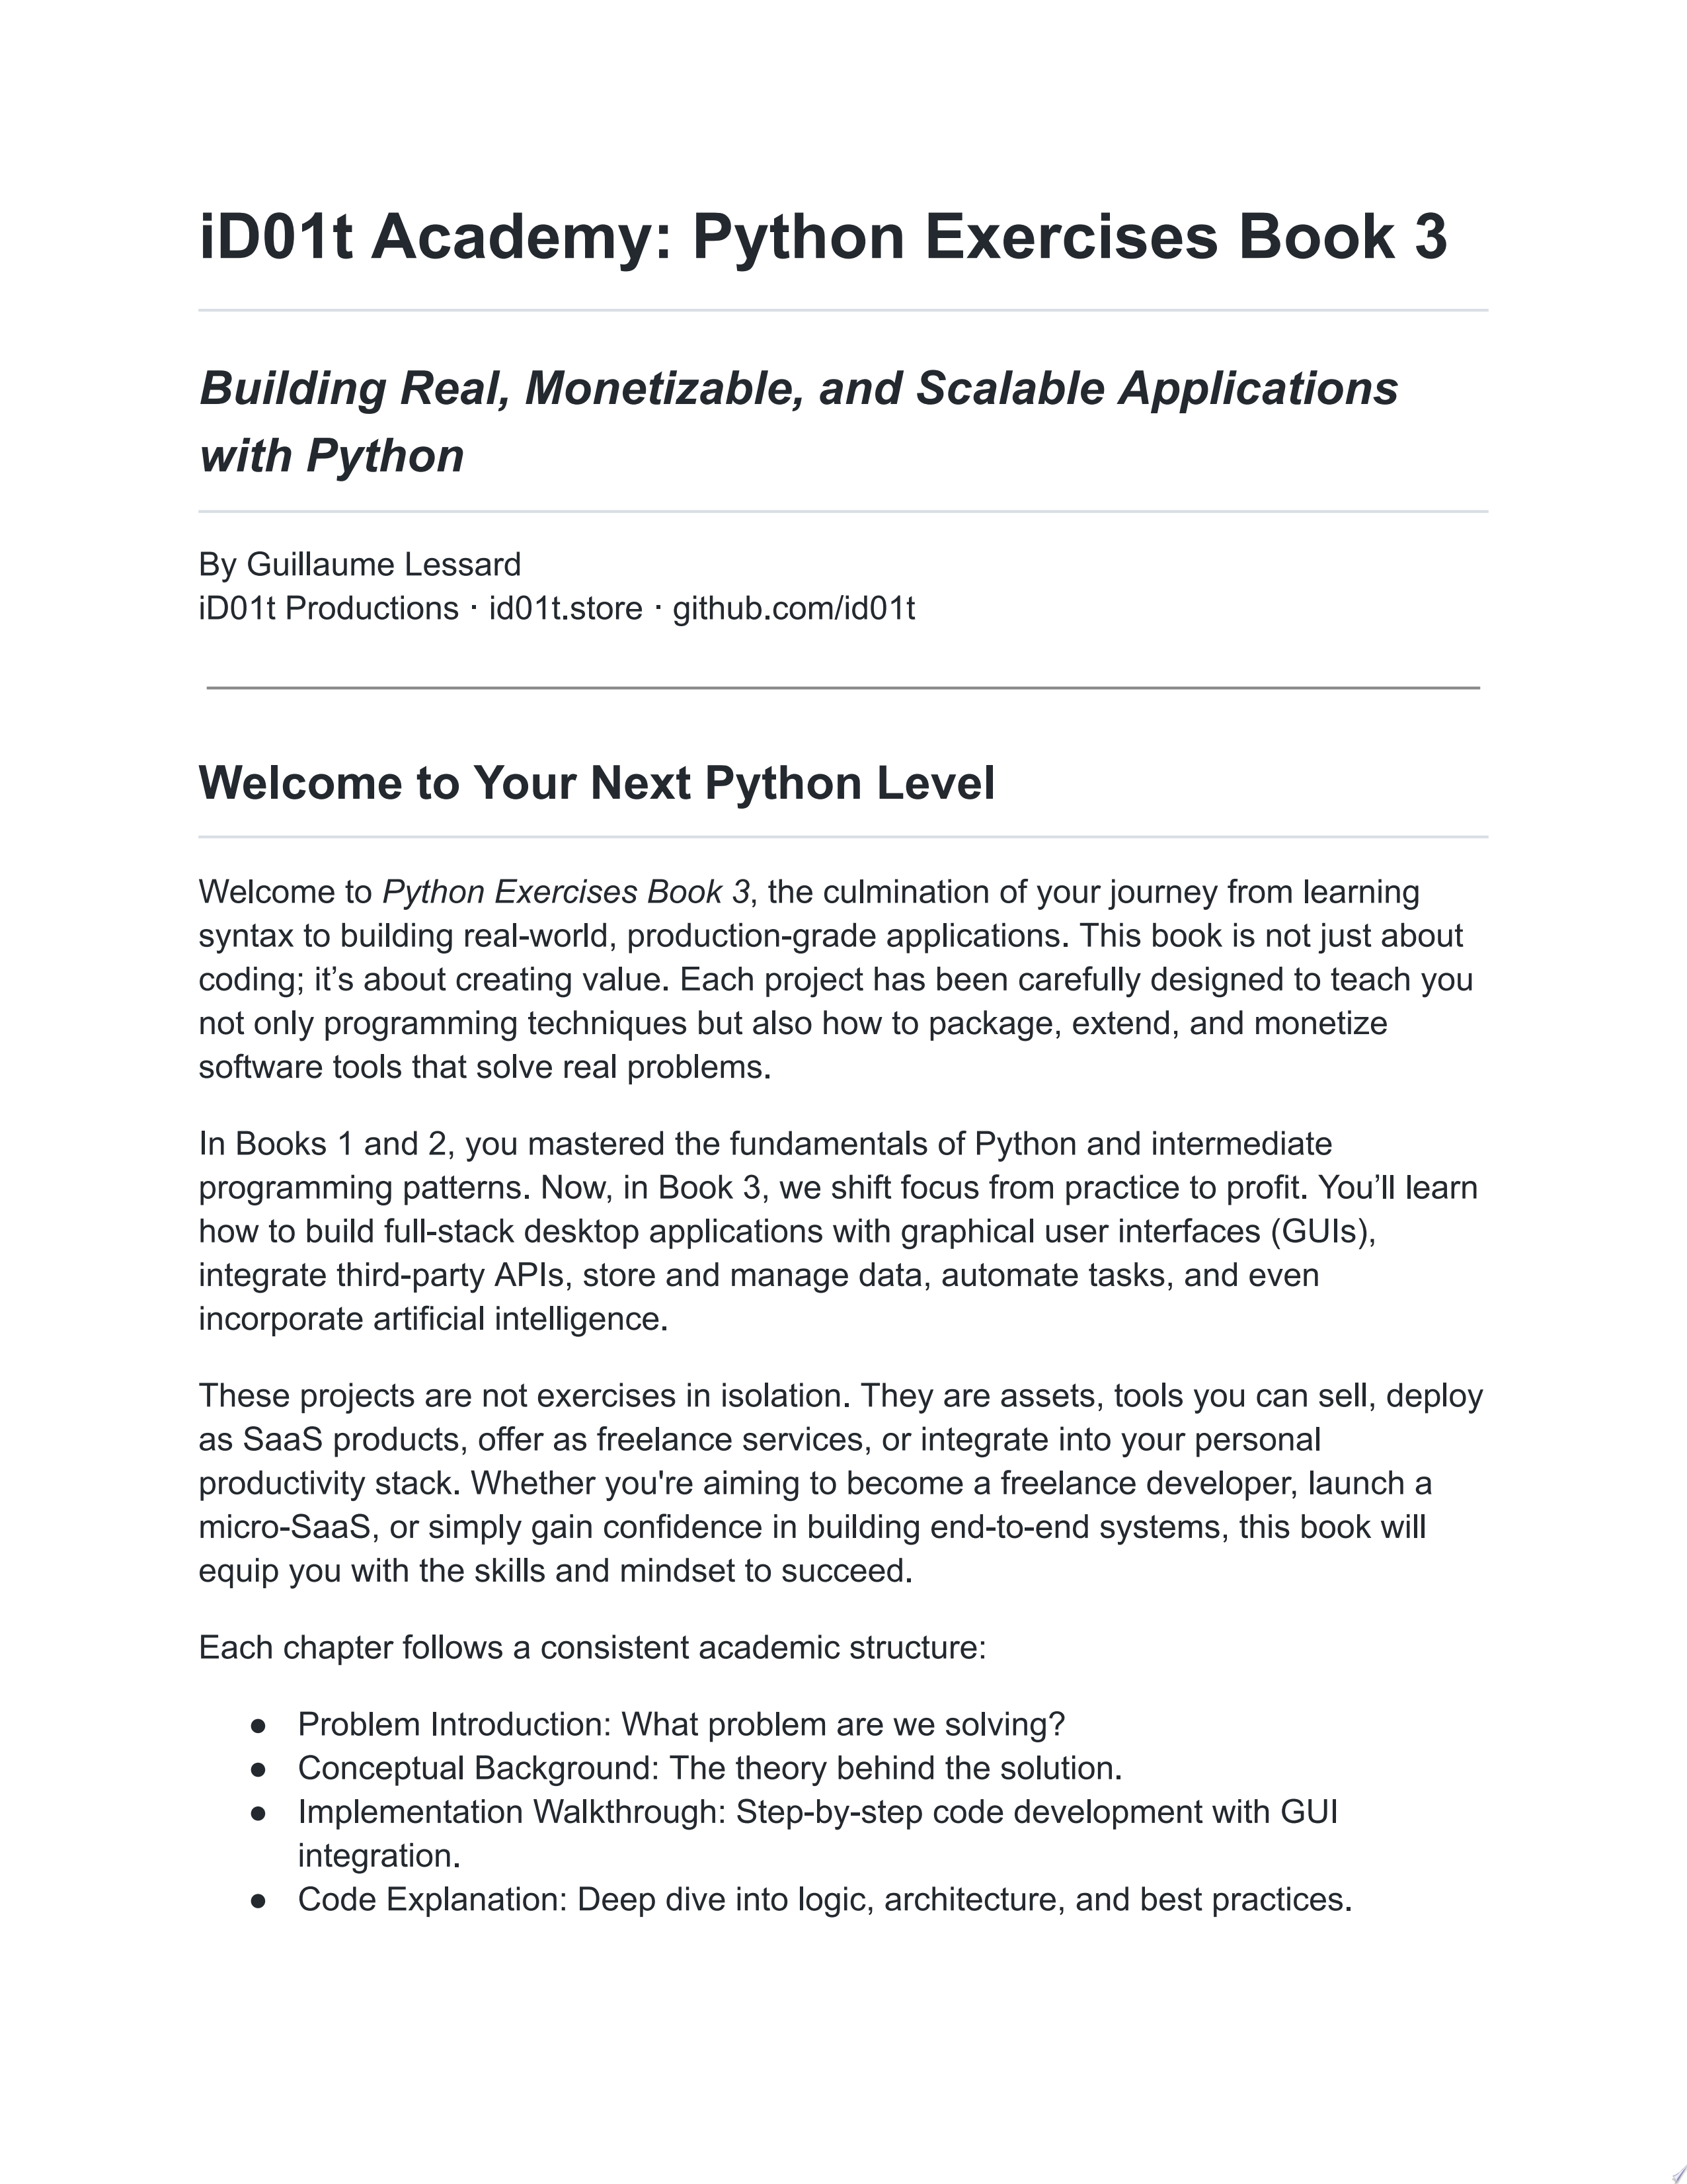 iD01t Academy: Python Exercises Book 3
Building Real, Monetizable, and Scalable Applications
with Python
By Guillaume Lessard
iD01t Productions · id01t.store · github.com/id01t
Welcome to Your Next Python Level
Welcome to Python Exercises Book 3, the culmination of your journey from learning
syntax to building real-world, production-grade applications. This book is not just about
coding; it’s about creating value. Each project has been carefully designed to teach you
not only programming techniques but also how to package, extend, and monetize
software tools that solve real problems.
In Books 1 and 2, you mastered the fundamentals of Python and intermediate
programming patterns. Now, in Book 3, we shift focus from practice to profit. You’ll learn
how to build full-stack desktop applications with graphical user interfaces (GUIs),
integrate third-party APIs, store and manage data, automate tasks, and even
incorporate artificial intelligence.
These projects are not exercises in isolation. They are assets, tools you can sell, deploy
as SaaS products, offer as freelance services, or integrate into your personal
productivity stack. Whether you're aiming to become a freelance developer, launch a
micro-SaaS, or simply gain confidence in building end-to-end systems, this book will
equip you with the skills and mindset to succeed.
Each chapter follows a consistent academic structure:
● Problem Introduction: What problem are we solving?
● Conceptual Background: The theory behind the solution.
● Implementation Walkthrough: Step-by-step code development with GUI
integration.
● Code Explanation: Deep dive into logic, architecture, and best practices.